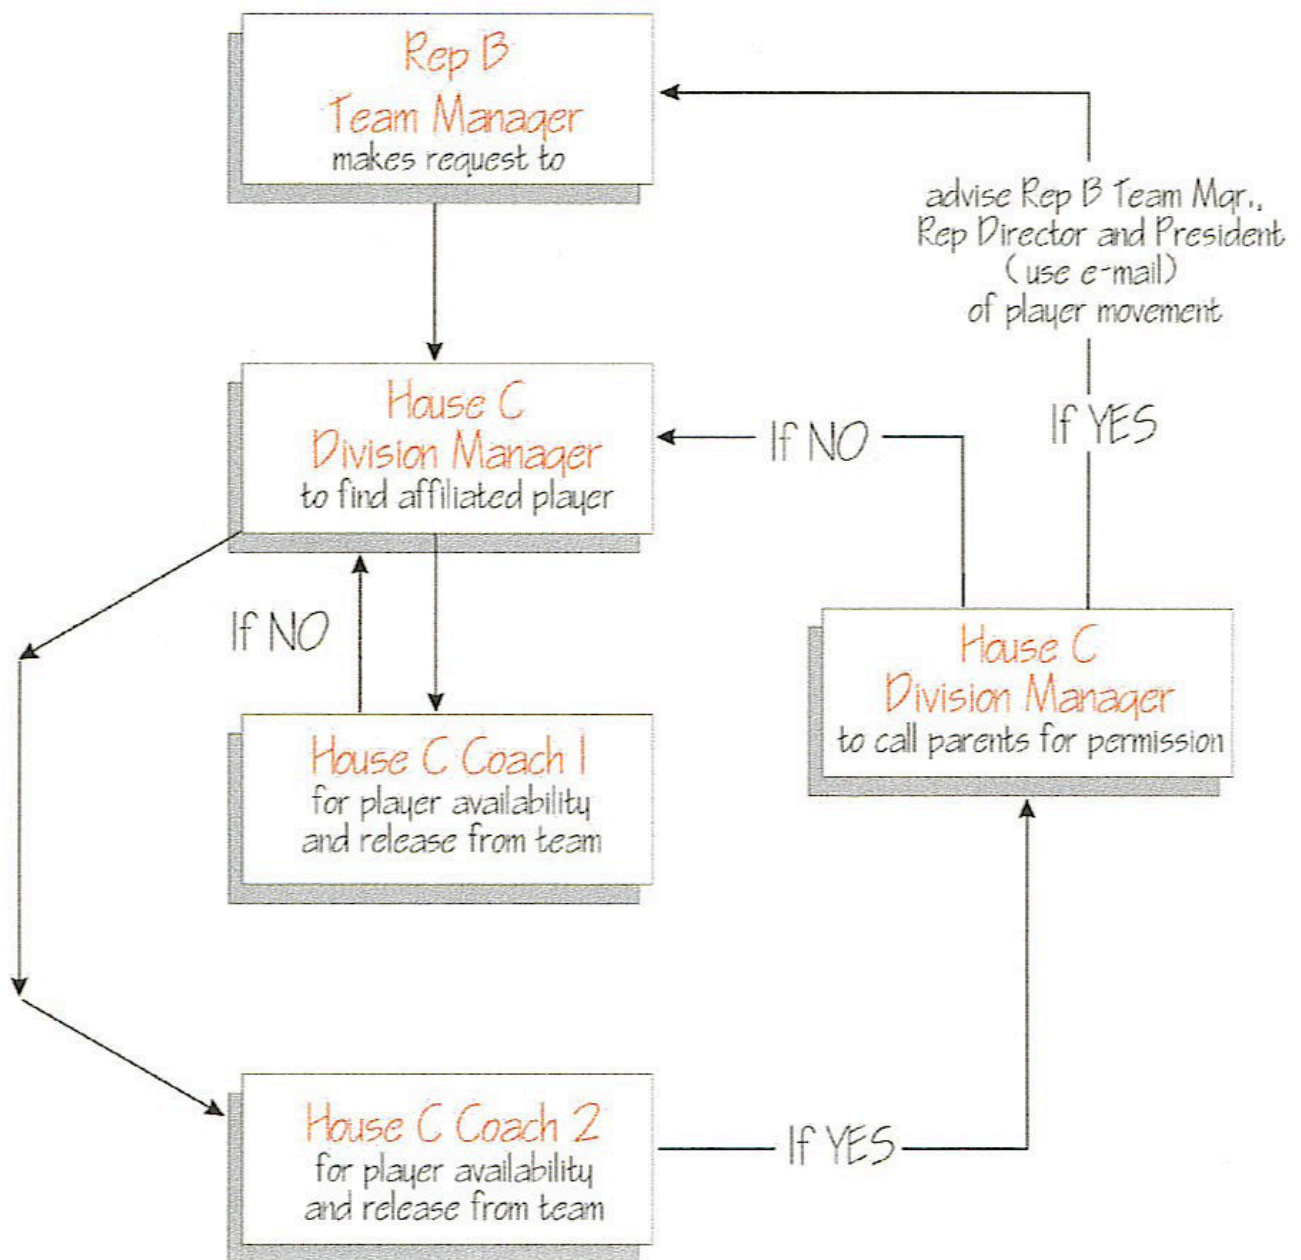 Rep B
Team Manager
makes request to
advise Rep B Team Mgr.,
Rep Director and President
(use e-mail)
of player movement
If YES
House C
Division Manager
to find affiliated player
If NO
If NO
House C
Division Manager
to call parents for permission
House C Coach 1
for player availability
and release from team
House C Coach 2
for player availability
and release from team
If YES